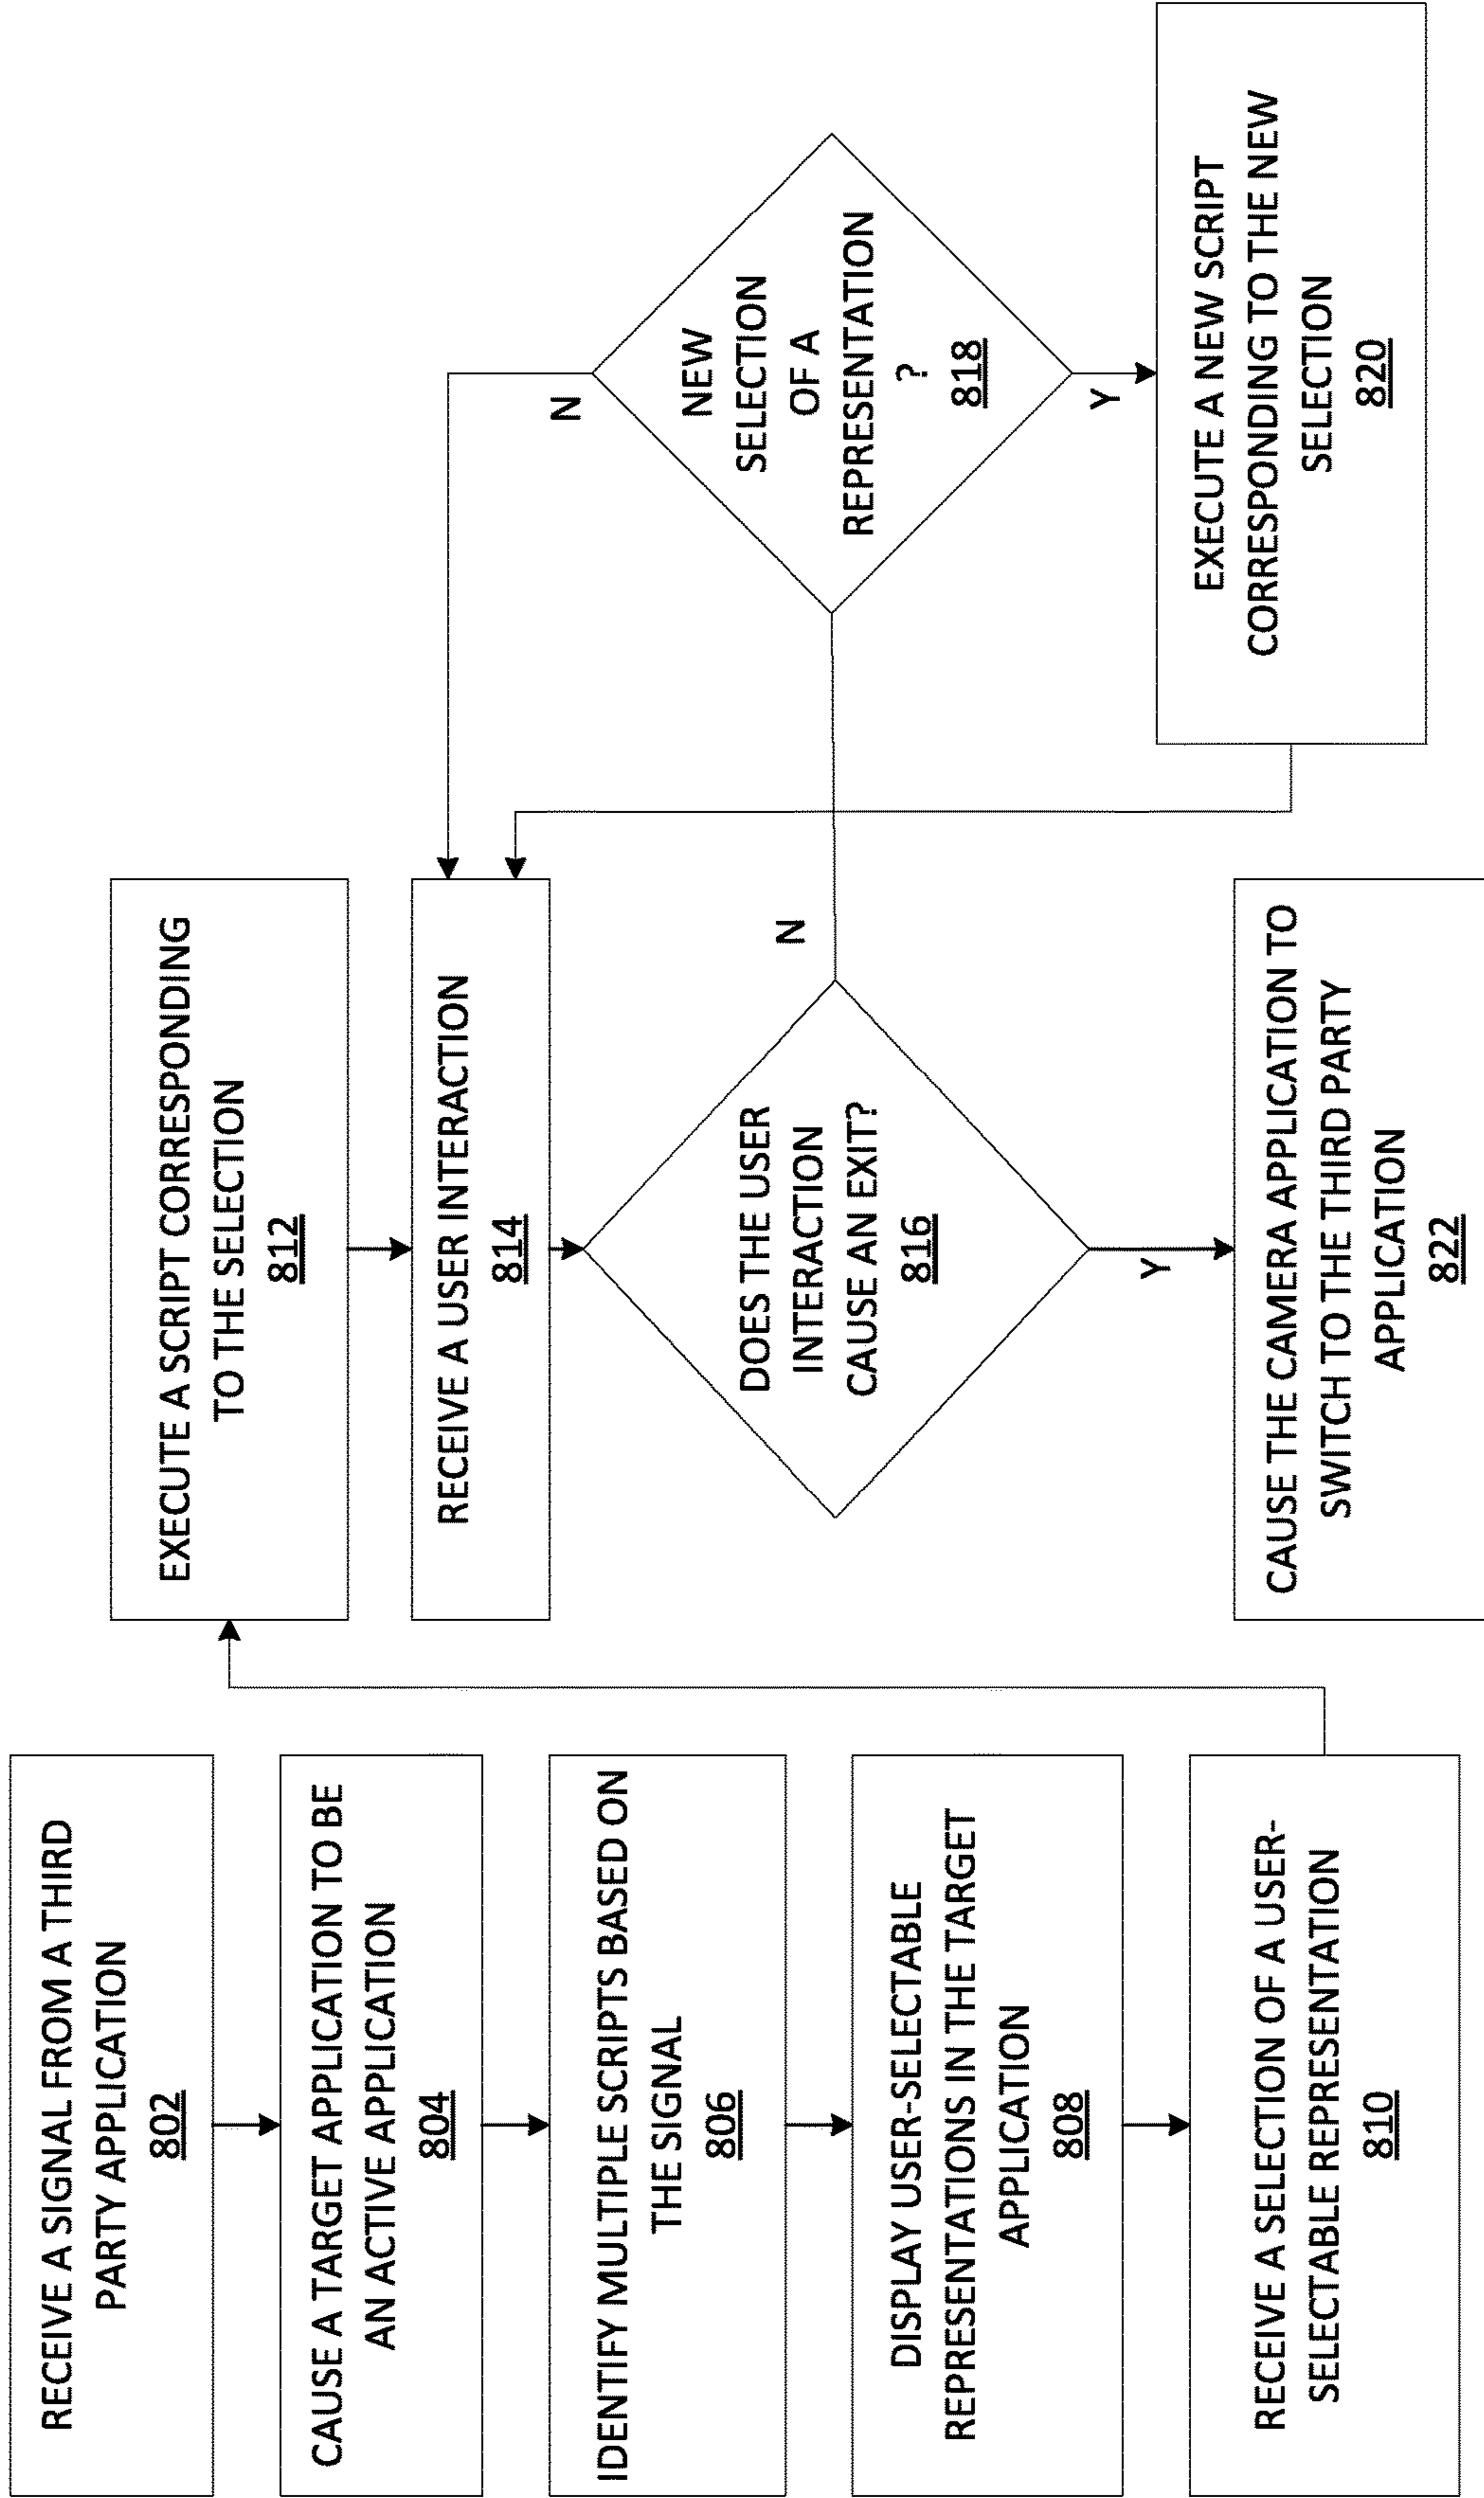 RECEIVE A SIGNAL FROM A THIRD
PARTY APPLICATION
802
CAUSE A TARGET APPLICATION TO BE
AN ACTIVE APPLICATION
804
IDENTIFY MULTIPLE SCRIPTS BASED ON
THE SIGNAL
806
DISPLAY USER-SELECTABLE
REPRESENTATIONS IN THE TARGET
APPLICATION
808
RECEIVE A SELECTION OF A USER-
SELECTABLE REPRESENTATION
810
EXECUTE A SCRIPT CORRESPONDING
TO THE SELECTION
812
RECEIVE A USER INTERACTION
814
DOES THE USER
INTERACTION
CAUSE AN EXIT?
816
N
Y
CAUSE THE CAMERA APPLICATION TO
SWITCH TO THE THIRD PARTY
APPLICATION
822
N
NEW
SELECTION
OF A
REPRESENTATION
?
818
Y
EXECUTE A NEW SCRIPT
CORRESPONDING TO THE NEW
SELECTION
820